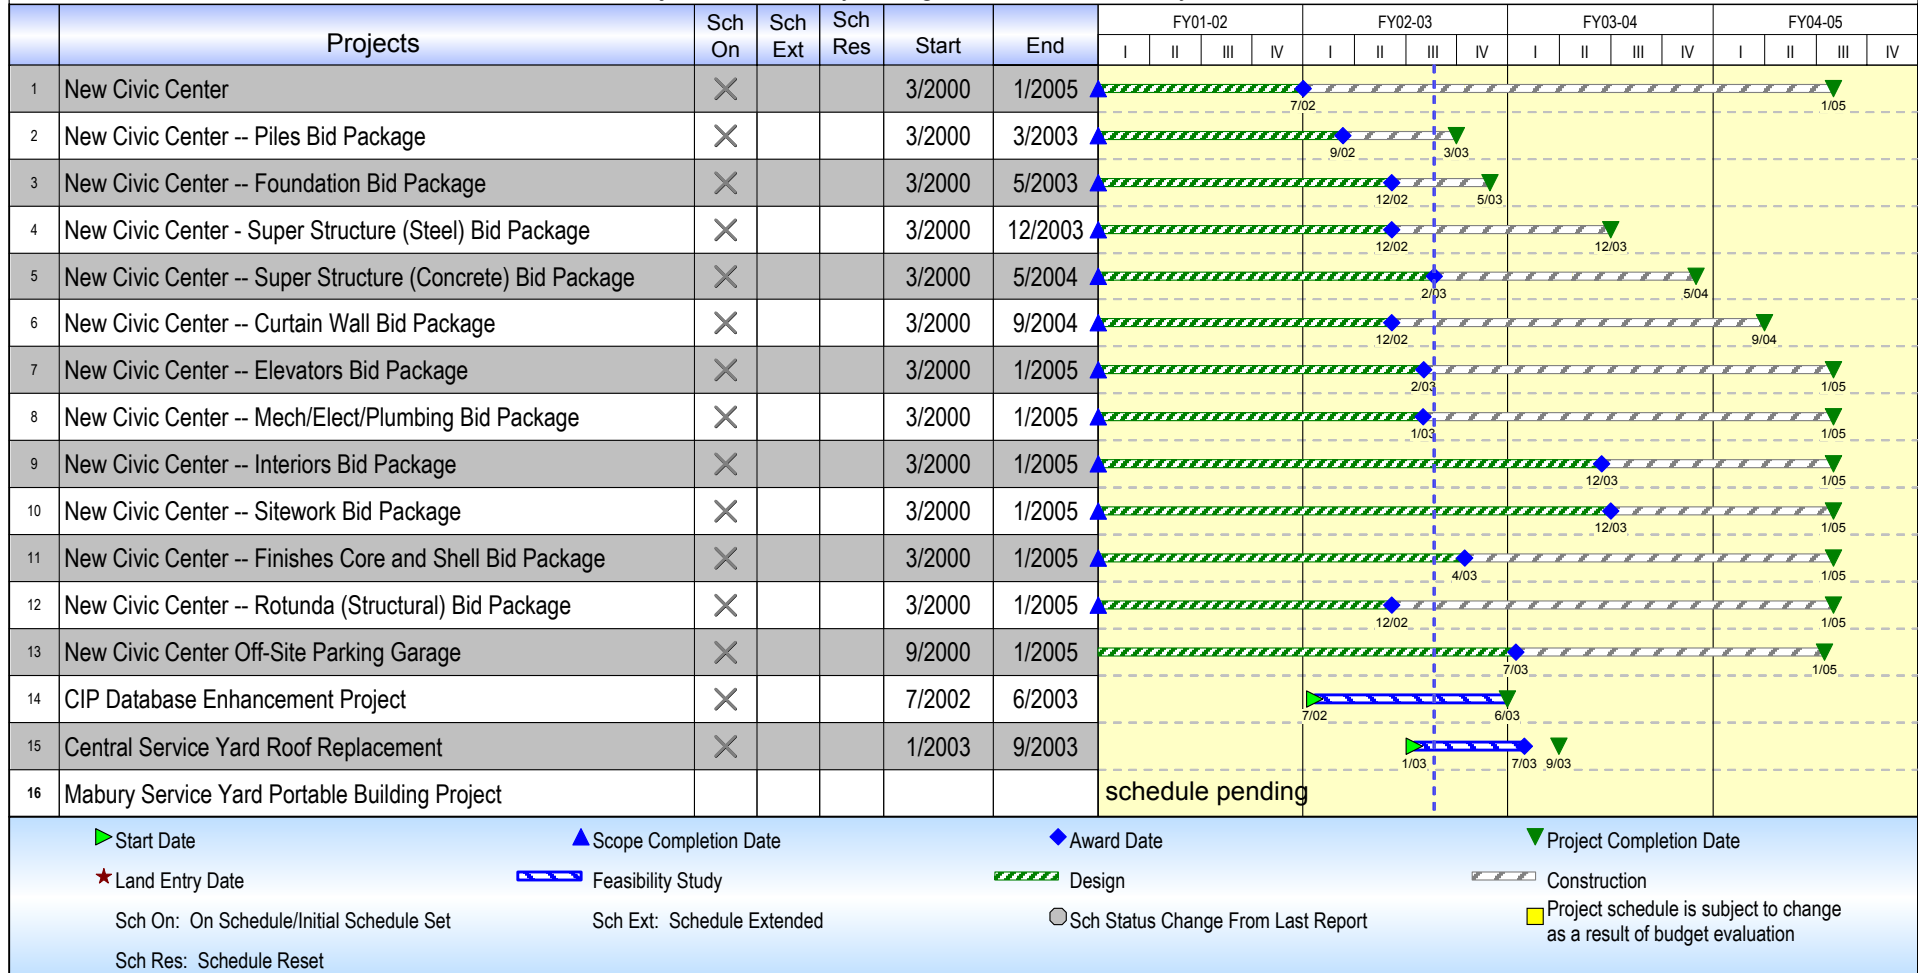 Projects Sch On Sch Ext Sch Res Start End FY01-02 FY02-03 FY03-04 FY04-05
I II III IV I II III IV I II III IV I II III IV
1 New Civic Center 3/2000 1/2005 7/02 1/05
2 New Civic Center -- Piles Bid Package 3/2000 3/2003 9/02 3/03
3 New Civic Center -- Foundation Bid Package 3/2000 5/2003 12/02 5/03
4 New Civic Center - Super Structure (Steel) Bid Package 3/2000 12/2003 12/02 12/03
5 New Civic Center -- Super Structure (Concrete) Bid Package 3/2000 5/2004 2/03 5/04
6 New Civic Center -- Curtain Wall Bid Package 3/2000 9/2004 12/02 9/04
7 New Civic Center -- Elevators Bid Package 3/2000 1/2005 2/03 1/05
8 New Civic Center -- Mech/Elect/Plumbing Bid Package 3/2000 1/2005 1/03 1/05
9 New Civic Center -- Interiors Bid Package 3/2000 1/2005 12/03 1/05
10 New Civic Center -- Sitework Bid Package 3/2000 1/2005 12/03 1/05
11 New Civic Center -- Finishes Core and Shell Bid Package 3/2000 1/2005 4/03 1/05
12 New Civic Center -- Rotunda (Structural) Bid Package 3/2000 1/2005 12/02 1/05
13 New Civic Center Off-Site Parking Garage 9/2000 1/2005 7/03 1/05
14 CIP Database Enhancement Project 7/2002 6/2003 7/02 6/03
15 Central Service Yard Roof Replacement 1/2003 9/2003 1/03 7/03 9/03
16 Mabury Service Yard Portable Building Project schedule pending
Start Date Scope Completion Date Award Date Project Completion Date
Land Entry Date Feasibility Study Design Construction
Sch On: On Schedule/Initial Schedule Set Sch Ext: Schedule Extended Sch Status Change From Last Report Project schedule is subject to change
as a result of budget evaluation
Sch Res: Schedule Reset